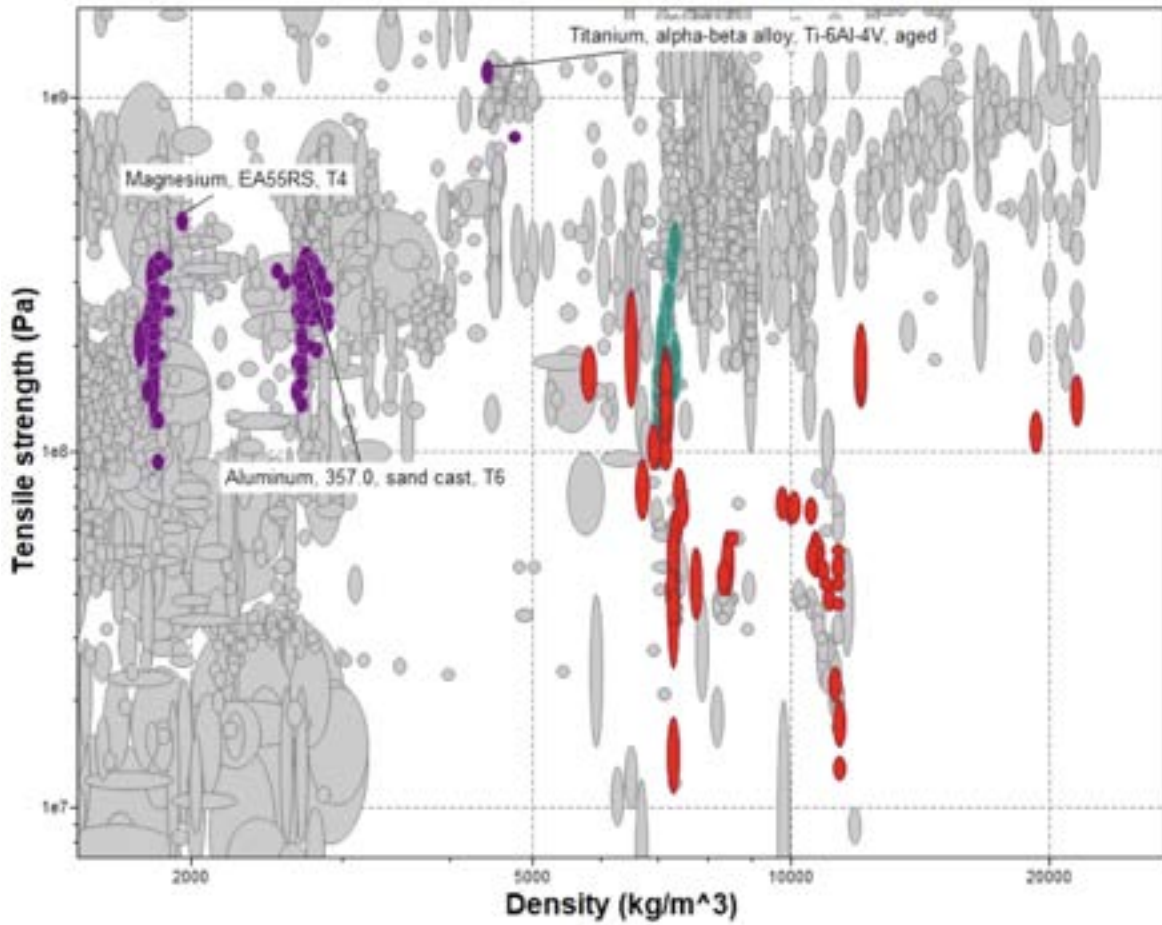 Titanium, alpha-beta alloy, Ti-6Al-4V, aged
1e9
Magnesium, EA55RS, T4
Tensile strength (Pa)
1e8
Aluminum, 357.0, sand cast, T6
1e7
2000
5000
10000
20000
Density (kg/m^3)